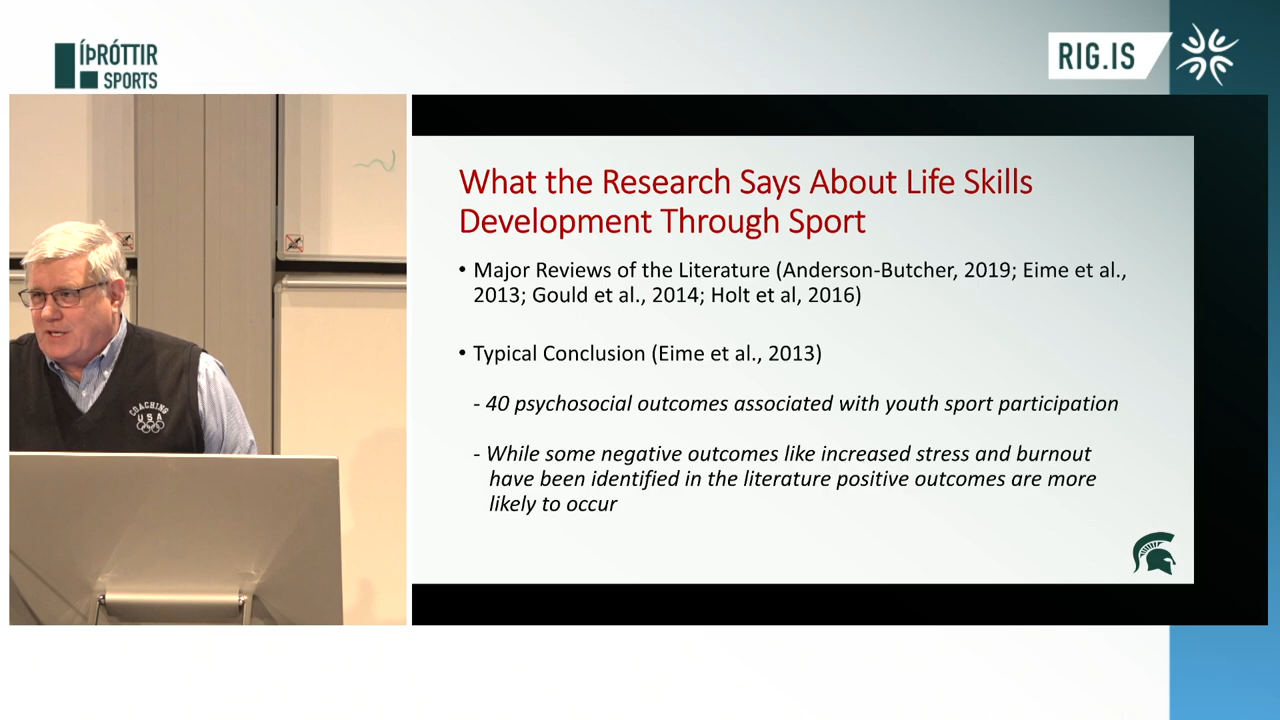 ÍÞRÓTTIR
SPORTS
RIG.IS
COACHING
USA
What the Research Says About Life Skills
Development Through Sport
• Major Reviews of the Literature (Anderson-Butcher, 2019; Eime et al.,
2013; Gould et al., 2014; Holt et al, 2016)
• Typical Conclusion (Eime et al., 2013)
- 40 psychosocial outcomes associated with youth sport participation
- While some negative outcomes like increased stress and burnout
have been identified in the literature positive outcomes are more
likely to occur